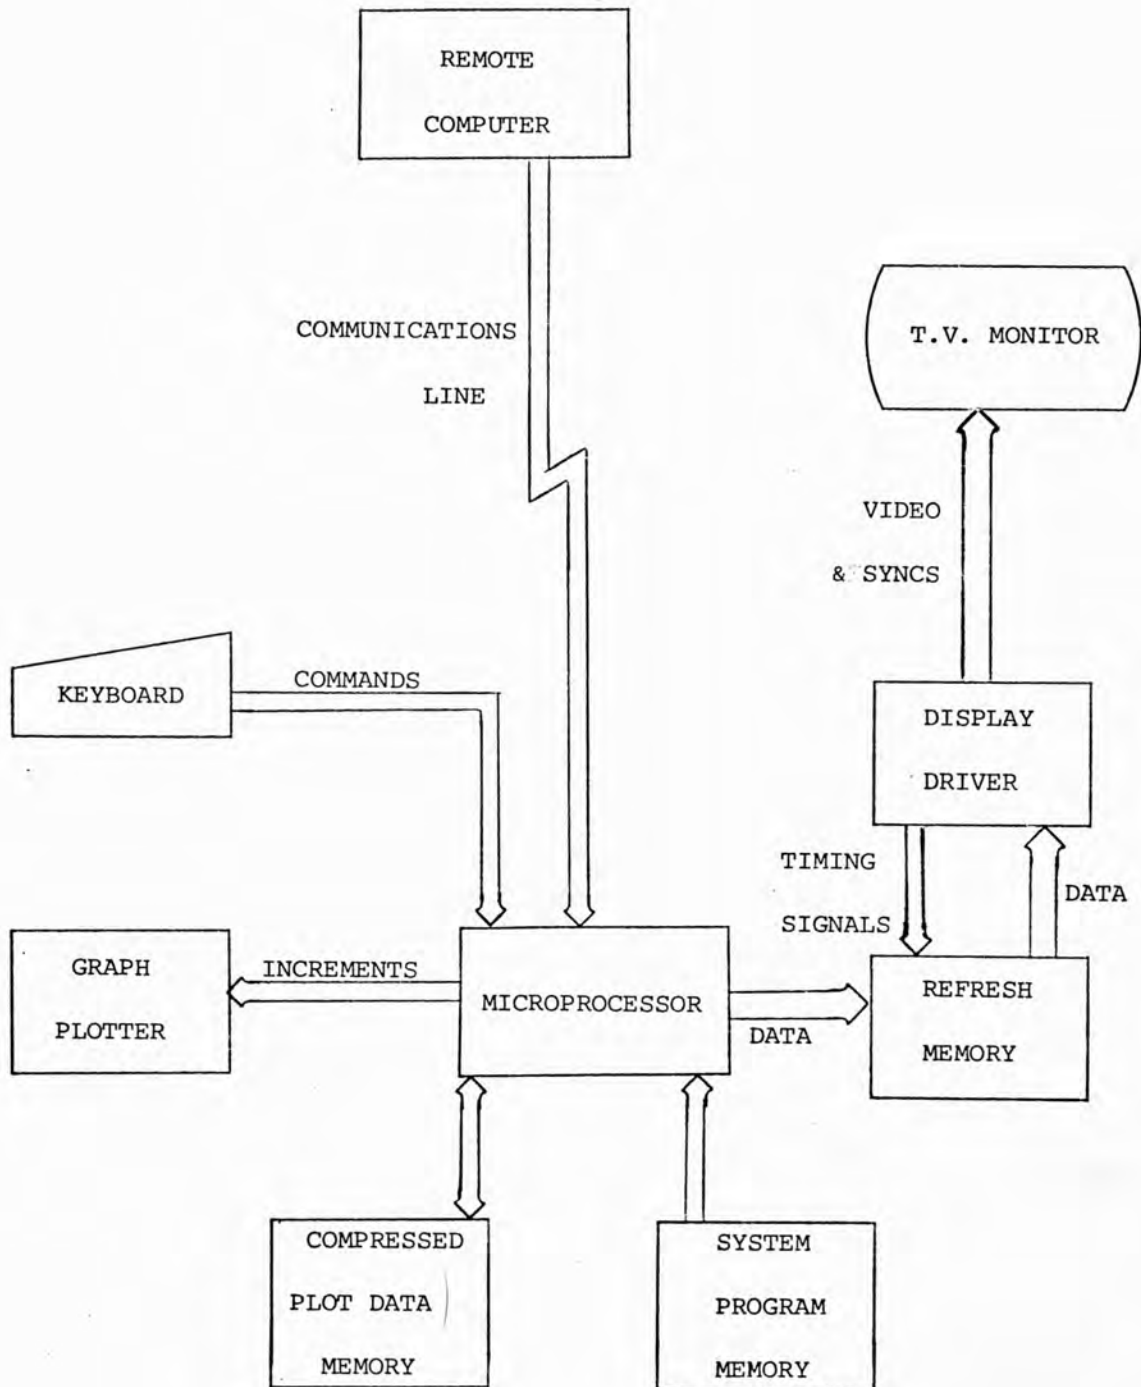 REMOTE
COMPUTER
COMMUNICATIONS
LINE
T.V. MONITOR
VIDEO
& SYNCS
KEYBOARD
COMMANDS
DISPLAY
DRIVER
TIMING
SIGNALS
DATA
GRAPH
PLOTTER
INCREMENTS
MICROPROCESSOR
DATA
REFRESH
MEMORY
COMPRESSED
PLOT DATA
MEMORY
SYSTEM
PROGRAM
MEMORY